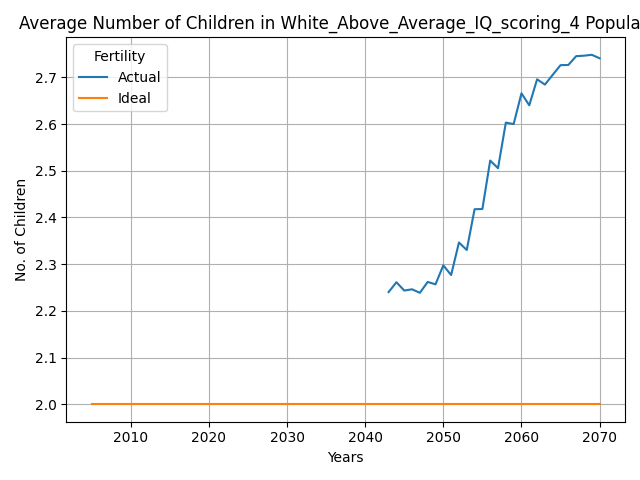 Average Number of Children in White_Above_Average_IQ_scoring_4 Popula
Fertility
Actual
Ideal
No. of Children
2.7
2.6
2.5
2.4
2.3
2.2
2.1
2.0
2010 2020 2030 2040 2050 2060 2070
Years